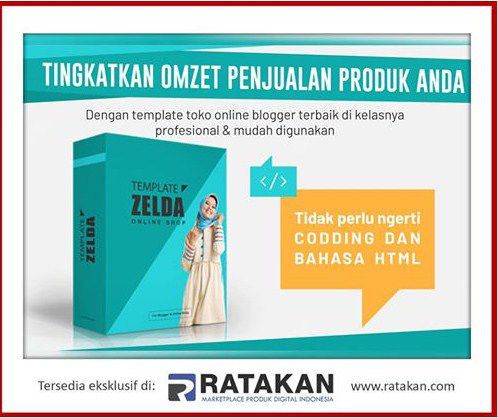 TINGKATKAN OMZET PENJUALAN PRODUK ANDA
Dengan template toko online blogger terbaik di kelasnya
profesional & mudah digunakan
TEMPLATE
ZELDA
ONLINE SHOP
TEMPLATE
ZELDA
</>
Tidak perlu ngerti
CODDING DAN
BAHASA HTML
Tersedia eksklusif di:
RATAKAN
MARKETPLACE PRODUK DIGITAL INDONESIA
www.ratakan.com